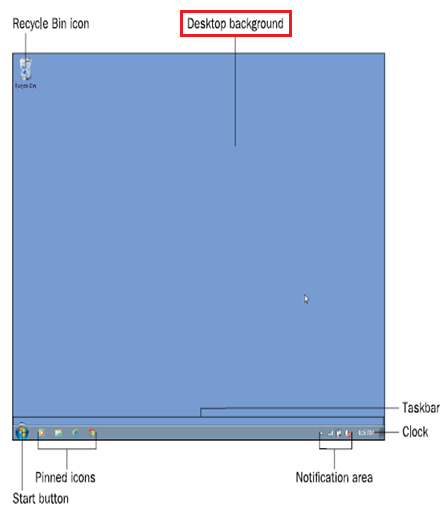 Recycle Bin icon
Desktop background
Recycle Bin
Taskbar
Clock
Pinned icons
Notification area
Start button